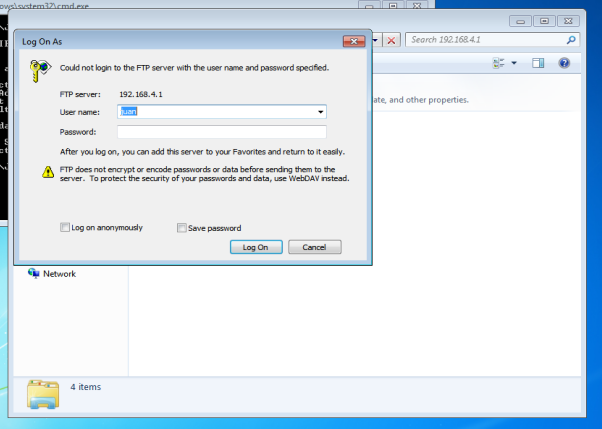 ows\system32\cmd.exe
Log On As
Search 192.168.4.1
Could not login to the FTP server with the user name and password specified.
FTP server: 192.168.4.1
User name: juan
Password:
ate, and other properties.
After you log on, you can add this server to your Favorites and return to it easily.
FTP does not encrypt or encode passwords or data before sending them to the
server. To protect the security of your passwords and data, use WebDAV instead.
Log on anonymously
Save password
Log On
Cancel
Network
4 items